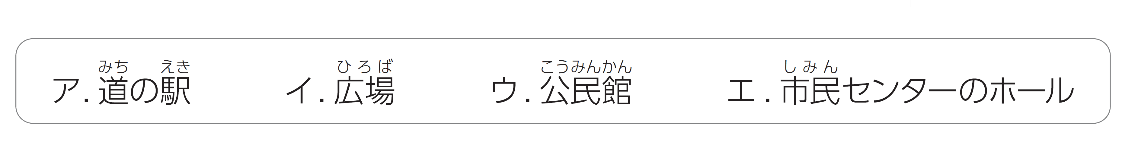 ア．道の駅　イ．広場　ウ．公民館　エ．市民センターのホール
みち　えき　ひろば　こうみんかん　しみん